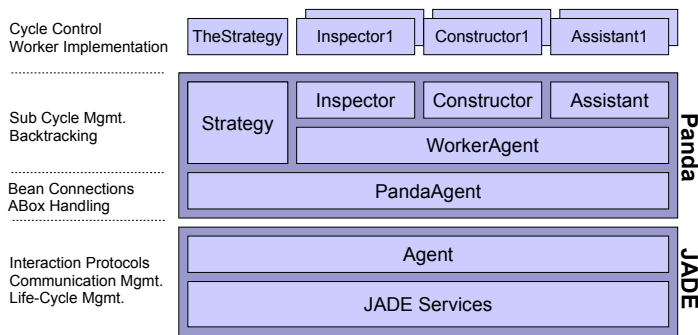 Cycle Control
Worker Implementation
TheStrategy
Inspector1
Constructor1
Assistant1
Sub Cycle Mgmt.
Backtracking
Strategy
Inspector
Constructor
Assistant
WorkerAgent
Panda
Bean Connections
ABox Handling
PandaAgent
Interaction Protocols
Communication Mgmt.
Life-Cycle Mgmt.
Agent
JADE Services
JADE